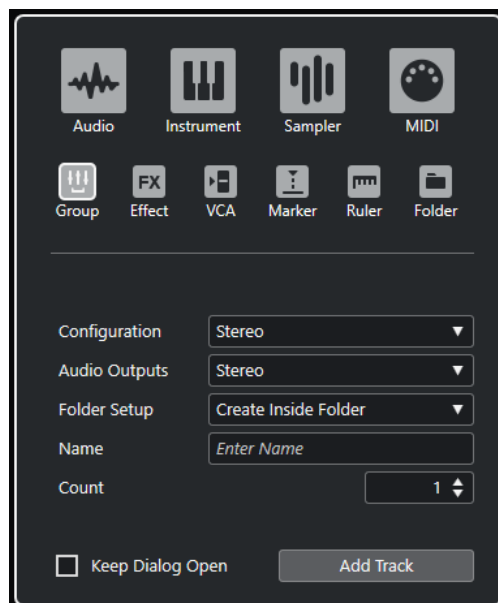 Audio Instrument Sampler MIDI
FX
Group Effect VCA Marker Ruler Folder
Configuration Stereo
Audio Outputs Stereo
Folder Setup Create Inside Folder
Name Enter Name
Count 1
Keep Dialog Open Add Track